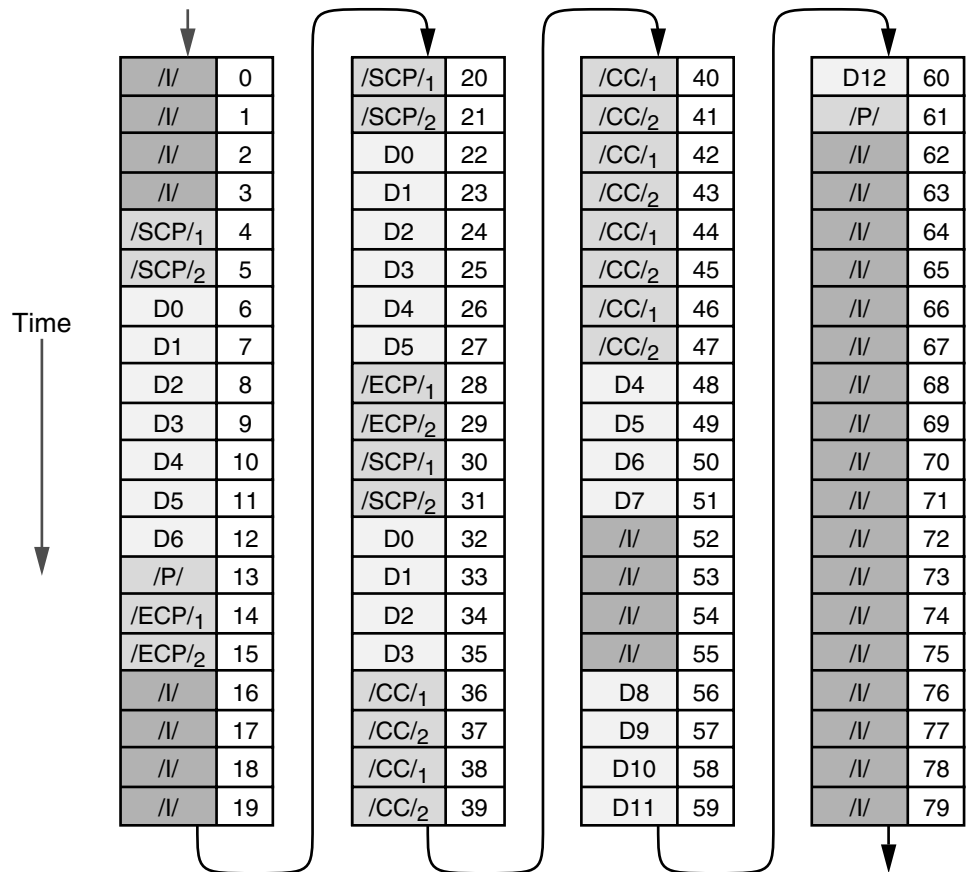 Time
/I/ 0
/I/ 1
/I/ 2
/I/ 3
/SCP/1 4
/SCP/2 5
D0 6
D1 7
D2 8
D3 9
D4 10
D5 11
D6 12
/P/ 13
/ECP/1 14
/ECP/2 15
/I/ 16
/I/ 17
/I/ 18
/I/ 19
/SCP/1 20
/SCP/2 21
D0 22
D1 23
D2 24
D3 25
D4 26
D5 27
/ECP/1 28
/ECP/2 29
/SCP/1 30
/SCP/2 31
D0 32
D1 33
D2 34
D3 35
/CC/1 36
/CC/2 37
/CC/1 38
/CC/2 39
/CC/1 40
/CC/2 41
/CC/1 42
/CC/2 43
/CC/1 44
/CC/2 45
/CC/1 46
/CC/2 47
D4 48
D5 49
D6 50
D7 51
/I/ 52
/I/ 53
/I/ 54
/I/ 55
D8 56
D9 57
D10 58
D11 59
D12 60
/P/ 61
/I/ 62
/I/ 63
/I/ 64
/I/ 65
/I/ 66
/I/ 67
/I/ 68
/I/ 69
/I/ 70
/I/ 71
/I/ 72
/I/ 73
/I/ 74
/I/ 75
/I/ 76
/I/ 77
/I/ 78
/I/ 79